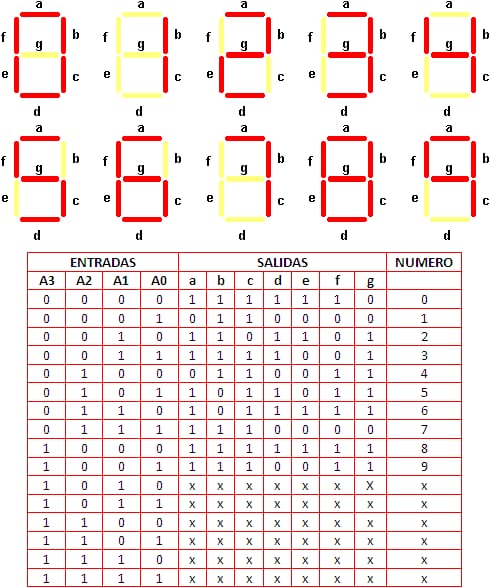 a a a a a
f g b f g b f g b f g b f g b
e c e c e c e c e c
d d d d d
a a a a a
f g b f g b f g b f g b f g b
e c e c e c e c e c
d d d d d
ENTRADAS SALIDAS NUMERO
A3 A2 A1 A0 a b c d e f g
0 0 0 0 1 1 1 1 1 1 0 0
0 0 0 1 0 1 1 0 0 0 0 1
0 0 1 0 1 1 0 1 1 0 1 2
0 0 1 1 1 1 1 1 0 0 1 3
0 1 0 0 0 1 1 0 0 1 1 4
0 1 0 1 1 0 1 1 0 1 1 5
0 1 1 0 1 0 1 1 1 1 1 6
0 1 1 1 1 1 1 0 0 0 0 7
1 0 0 0 1 1 1 1 1 1 1 8
1 0 0 1 1 1 1 0 0 1 1 9
1 0 1 0 x x x x x x X x
1 0 1 1 x x x x x x x x
1 1 0 0 x x x x x x x x
1 1 0 1 x x x x x x x x
1 1 1 0 x x x x x x x x
1 1 1 1 x x x x x x x x